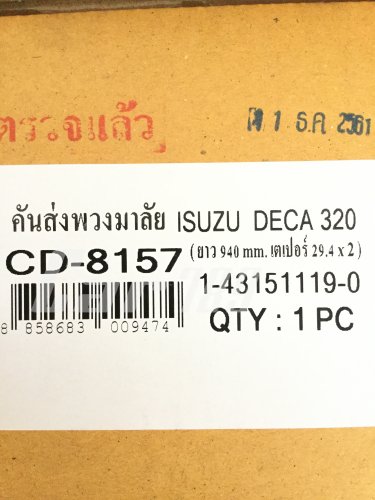 ตรวจแล้ว
1 ธ.ค 2561
คันส่งพวงมาลัย ISUZU DECA 320
CD-8157 (ยาว 940 mm. เตเปอร์ 29.4 x 2)
1-43151119-0
8 858683 009474
QTY : 1 PC